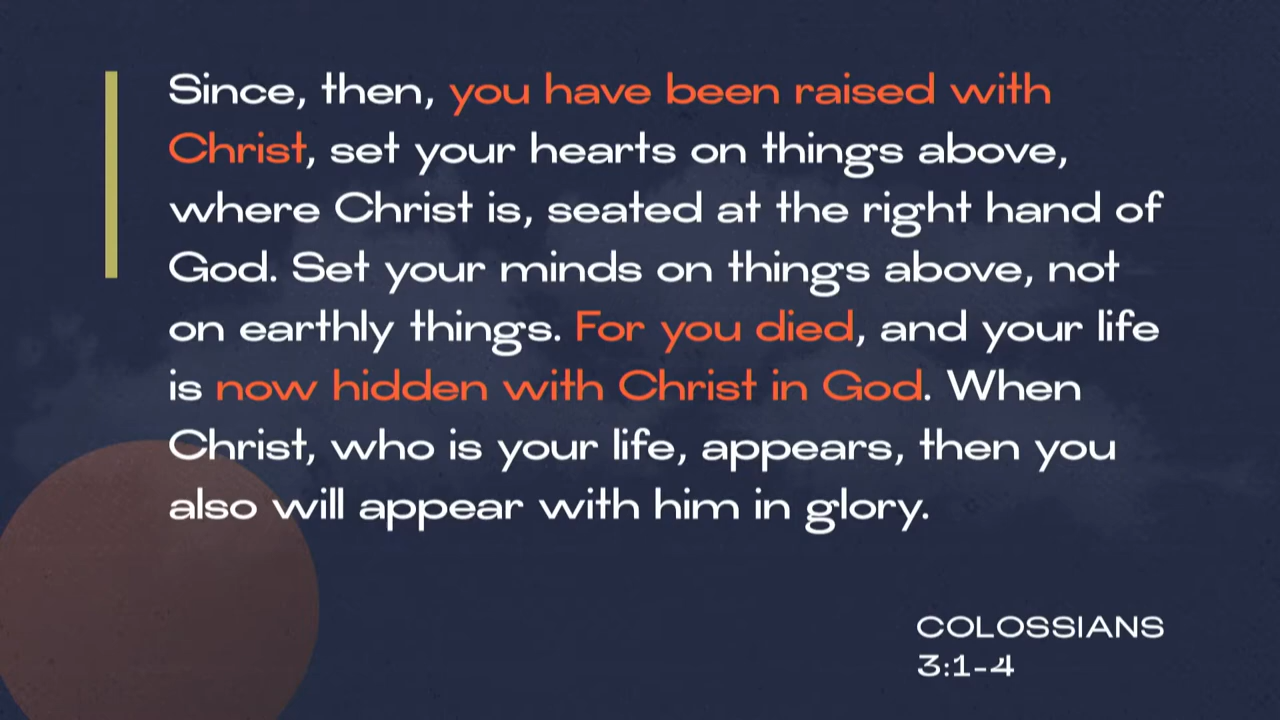 Since, then, you have been raised with
Christ, set your hearts on things above,
where Christ is, seated at the right hand of
God. Set your minds on things above, not
on earthly things. For you died, and your life
is now hidden with Christ in God. When
Christ, who is your life, appears, then you
also will appear with him in glory.
COLOSSIANS
3:1-4